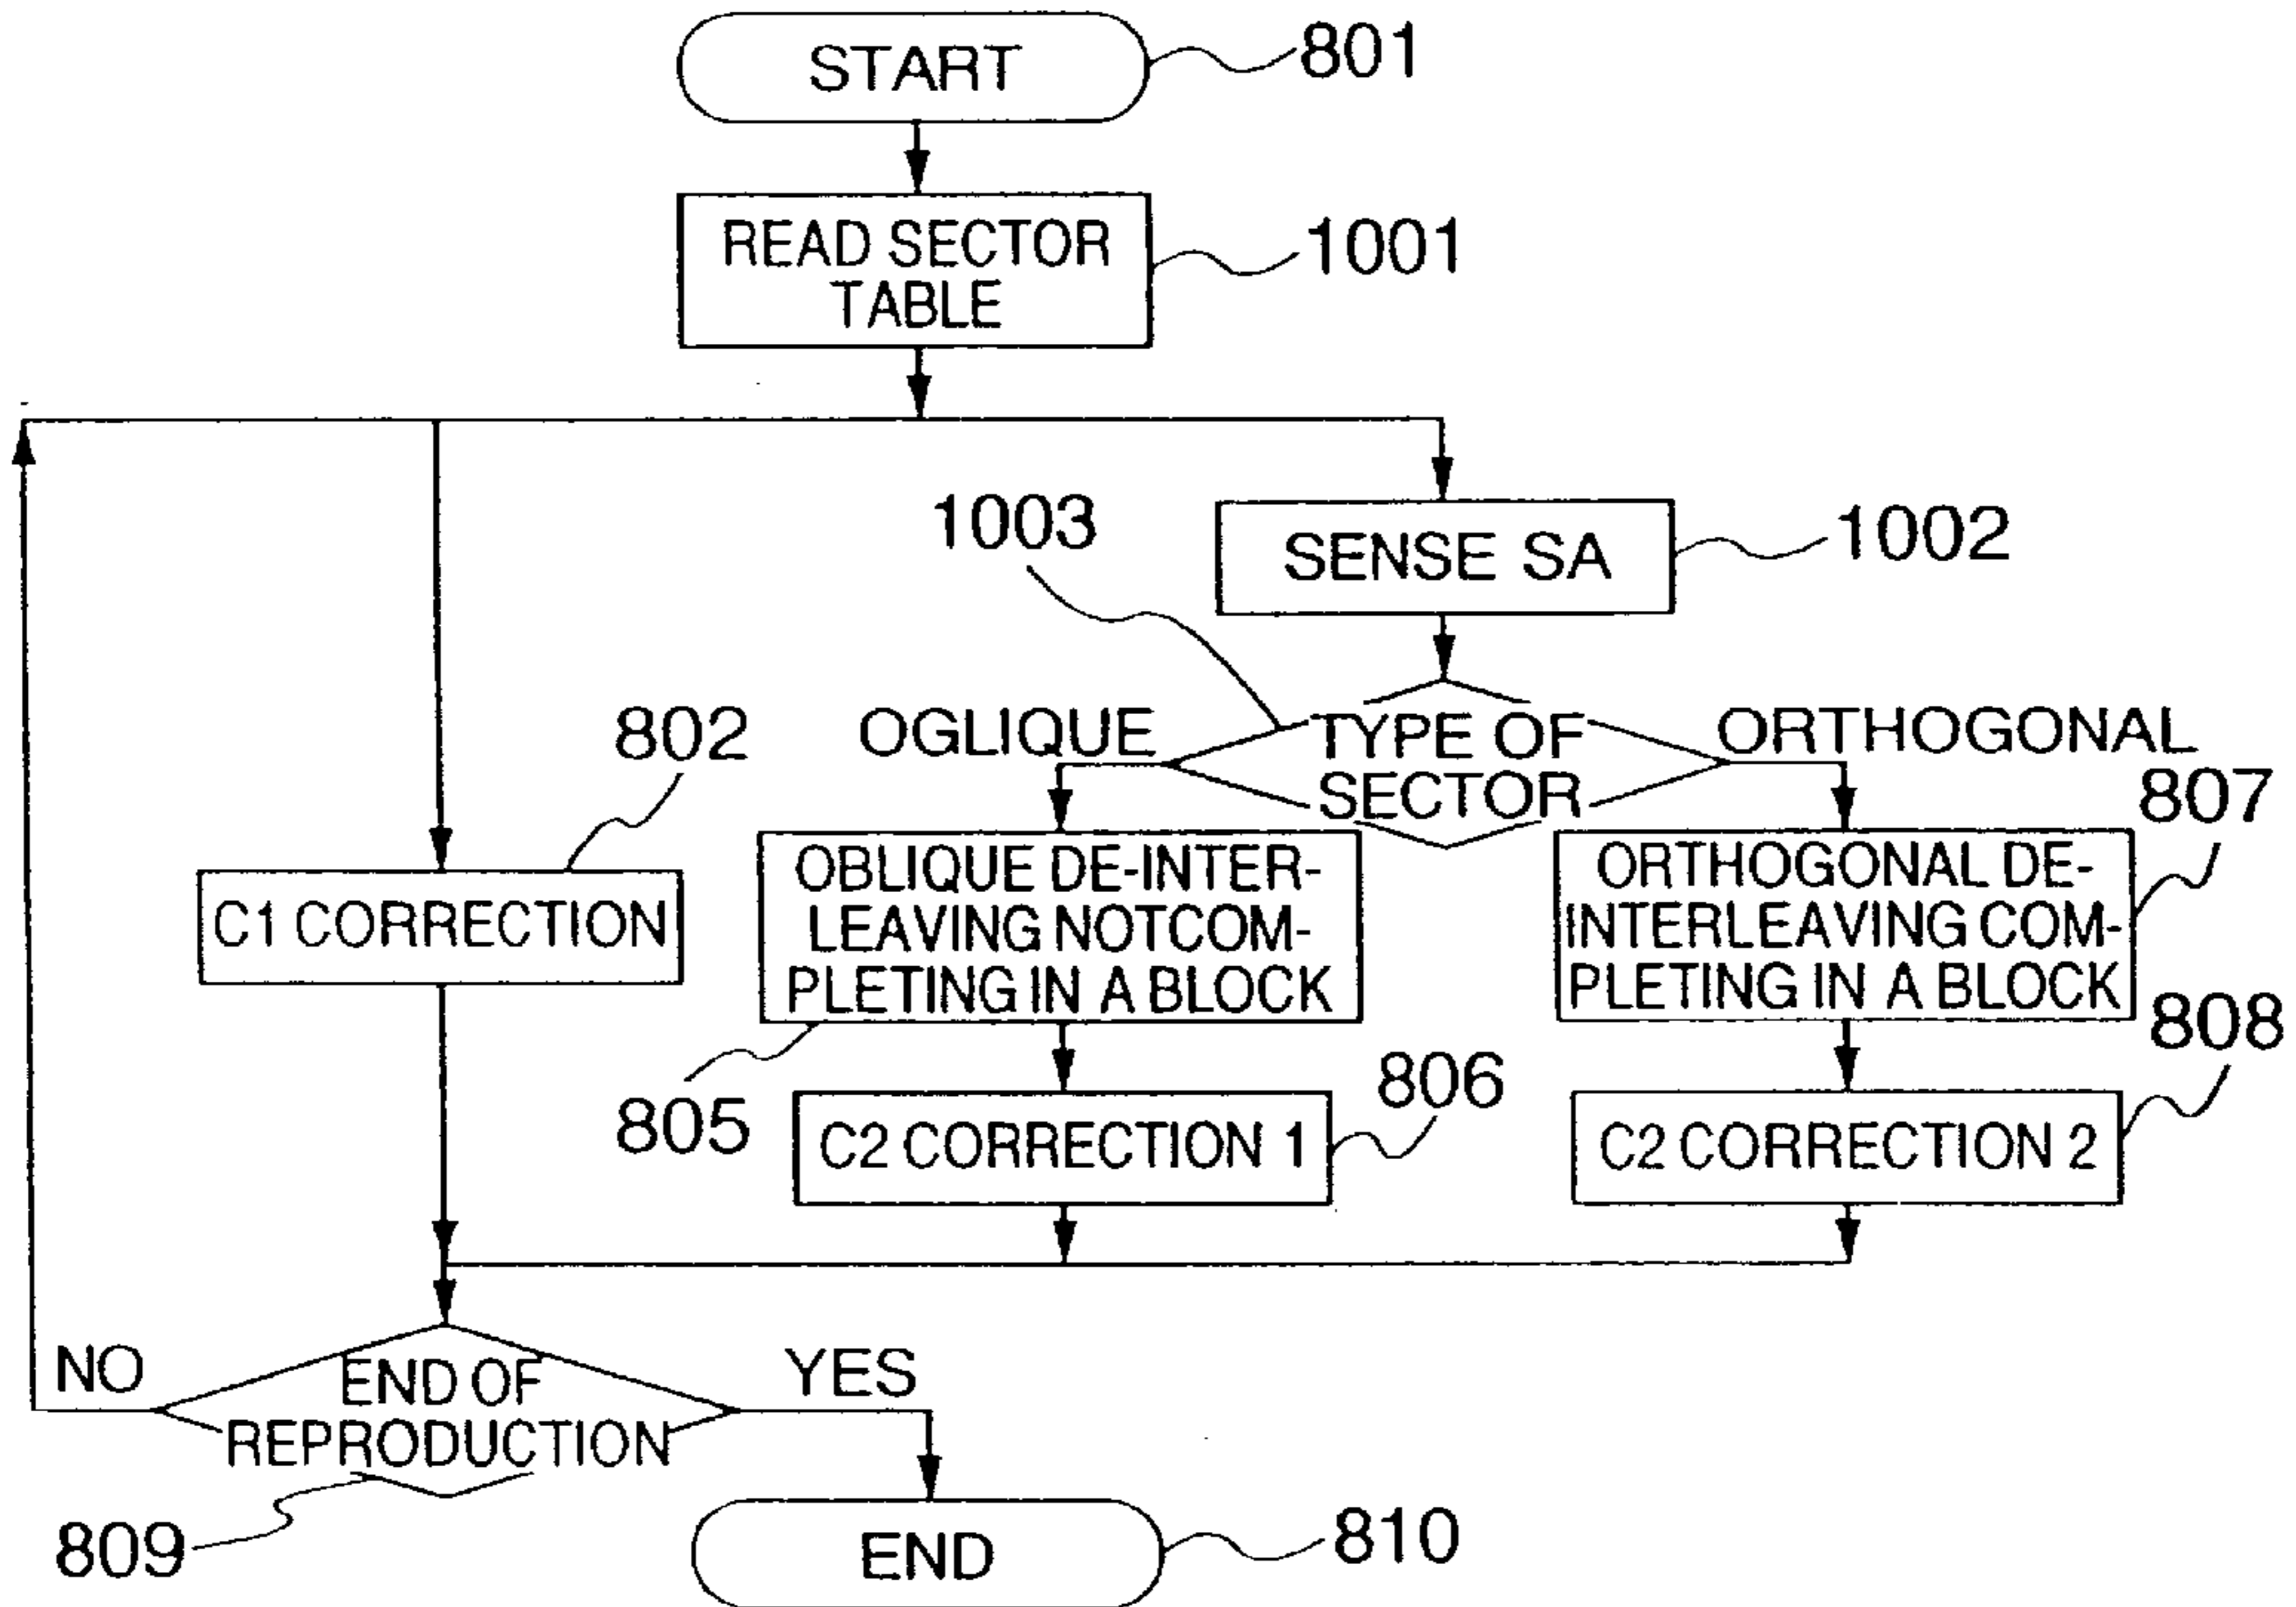 START
801
READ SECTOR
TABLE
1001
1003
SENSE SA
1002
802
OGLIQUE
TYPE OF
SECTOR
ORTHOGONAL
807
C1 CORRECTION
OBLIQUE DE-INTER-
LEAVING NOTCOM-
PLETING IN A BLOCK
ORTHOGONAL DE-
INTERLEAVING COM-
PLETING IN A BLOCK
805
806
808
C2 CORRECTION 1
C2 CORRECTION 2
NO
END OF
REPRODUCTION
YES
809
END
810